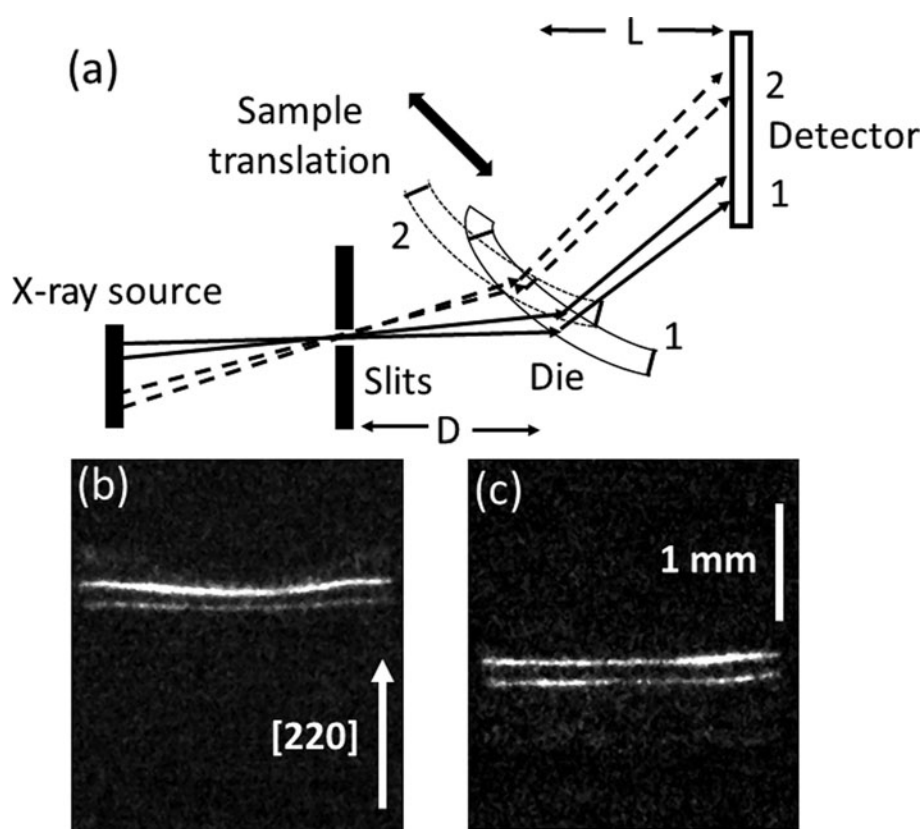 (a)
L
Sample
translation
2
Detector
1
2
X-ray source
1
Slits
Die
D
(b)
(c)
1 mm
[220]